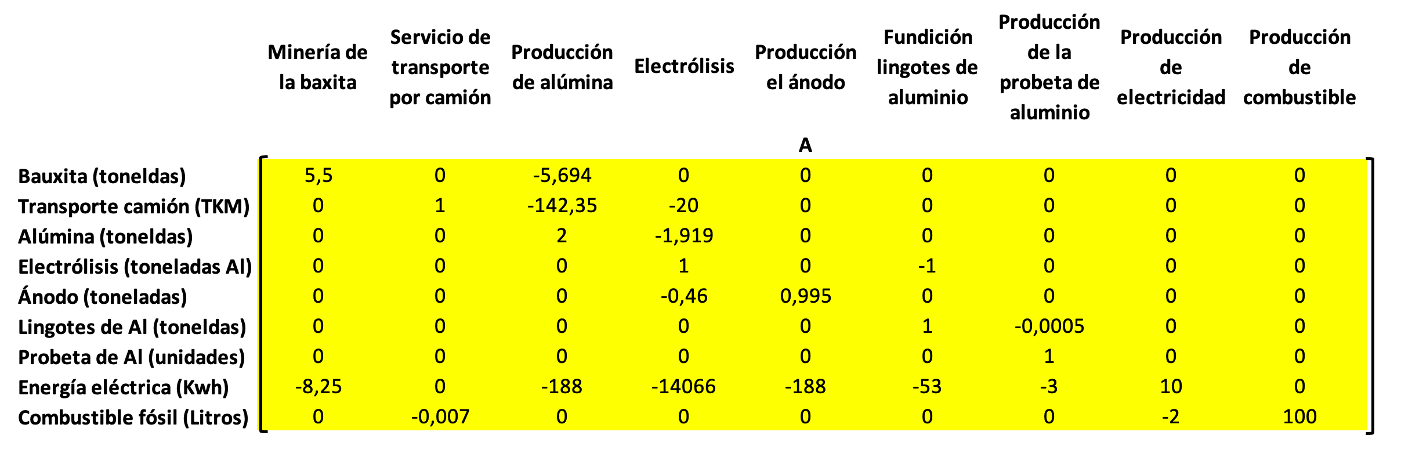 Minería de la baxita Servicio de transporte por camión Producción de alúmina Electrólisis Producción el ánodo Fundición lingotes de aluminio Producción de la probeta de aluminio Producción de electricidad Producción de combustible
A
Bauxita (toneldas) 5,5 0 -5,694 0 0 0 0 0 0
Transporte camión (TKM) 0 1 -142,35 -20 0 0 0 0 0
Alúmina (toneldas) 0 0 2 -1,919 0 0 0 0 0
Electrólisis (toneladas Al) 0 0 0 1 0 -1 0 0 0
Ánodo (toneladas) 0 0 0 -0,46 0,995 0 0 0 0
Lingotes de Al (toneldas) 0 0 0 0 0 1 -0,0005 0 0
Probeta de Al (unidades) 0 0 0 0 0 0 1 0 0
Energía eléctrica (Kwh) -8,25 0 -188 -14066 -188 -53 -3 10 0
Combustible fósil (Litros) 0 -0,007 0 0 0 0 0 -2 100